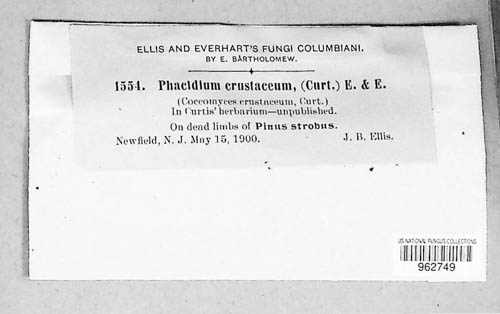 ELLIS AND EVERHART'S FUNGI COLUMBIANI.
BY E. BARTHOLOMEW.
1554. Phacidium crustaceum, (Curt.) E. & E.
(Coccomyces crustaceum, Curt.)
In Curtis' herbarium—unpublished.
On dead limbs of Pinus strobus.
Newfield, N. J. May 15, 1900. J. B. Ellis.
US NATIONAL FUNGUS COLLECTIONS
962749